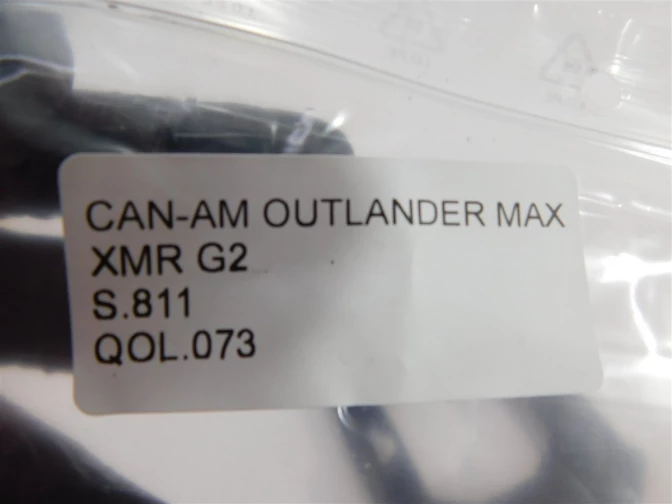 CAN-AM OUTLANDER MAX
XMR G2
S.811
QOL.073